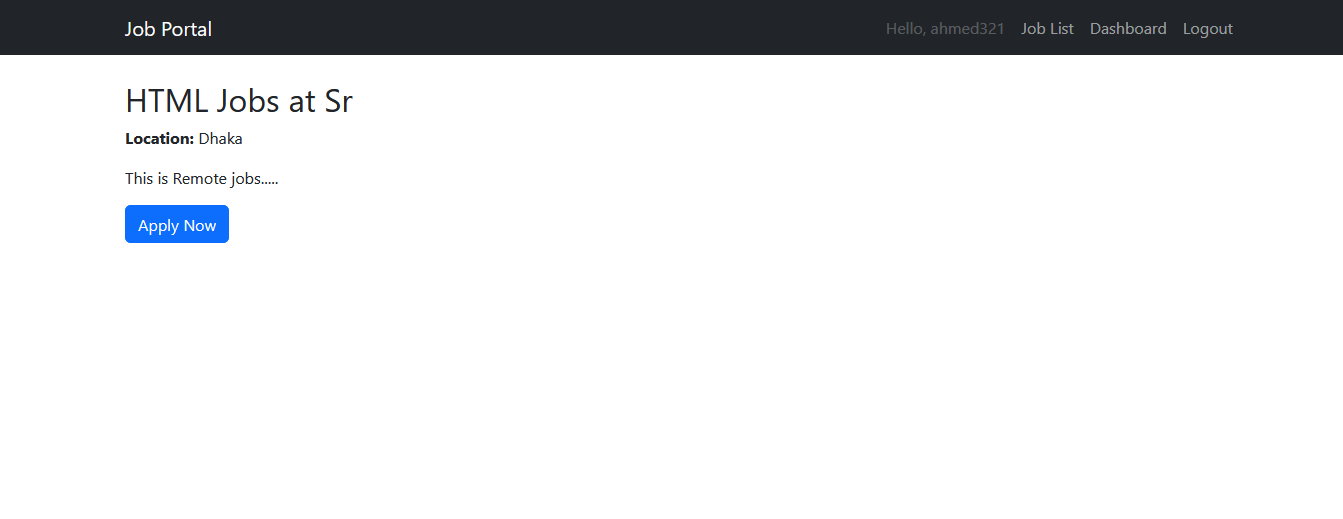 Job Portal Hello, ahmed321 Job List Dashboard Logout
HTML Jobs at Sr
Location: Dhaka
This is Remote jobs.....
Apply Now